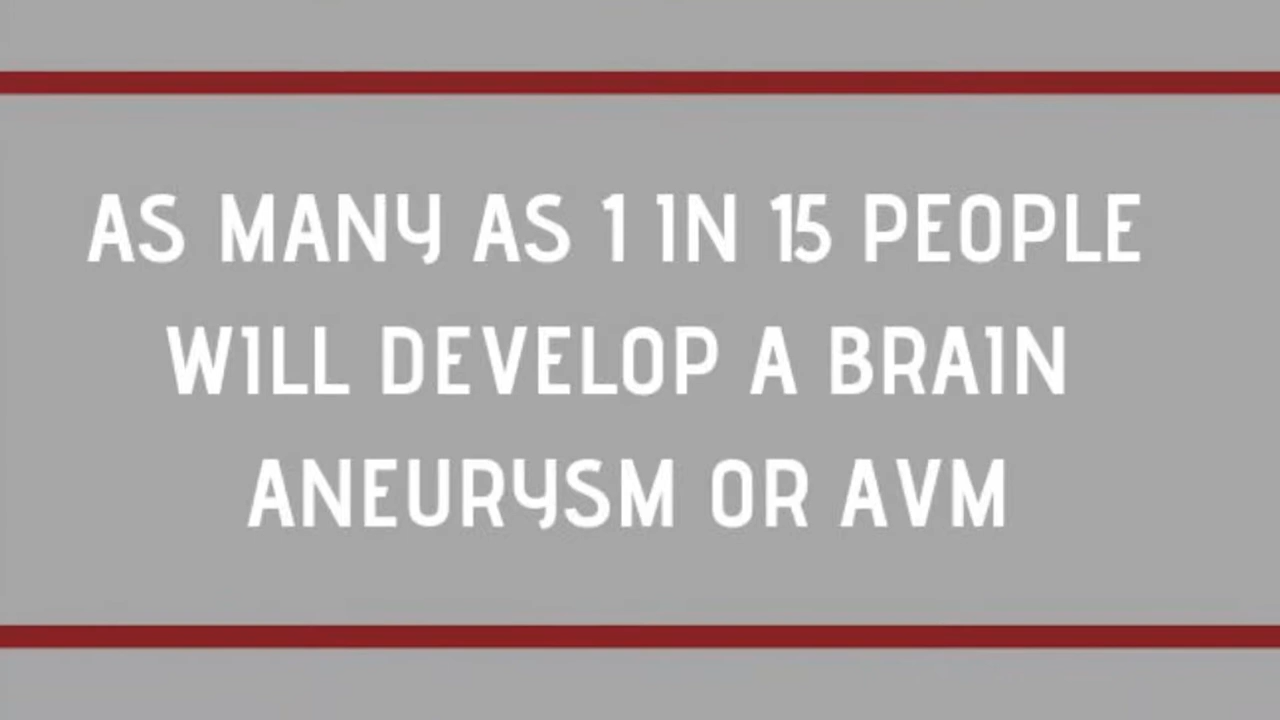 AS MANY AS 1 IN 15 PEOPLE
WILL DEVELOP A BRAIN
ANEURYSM OR AVM